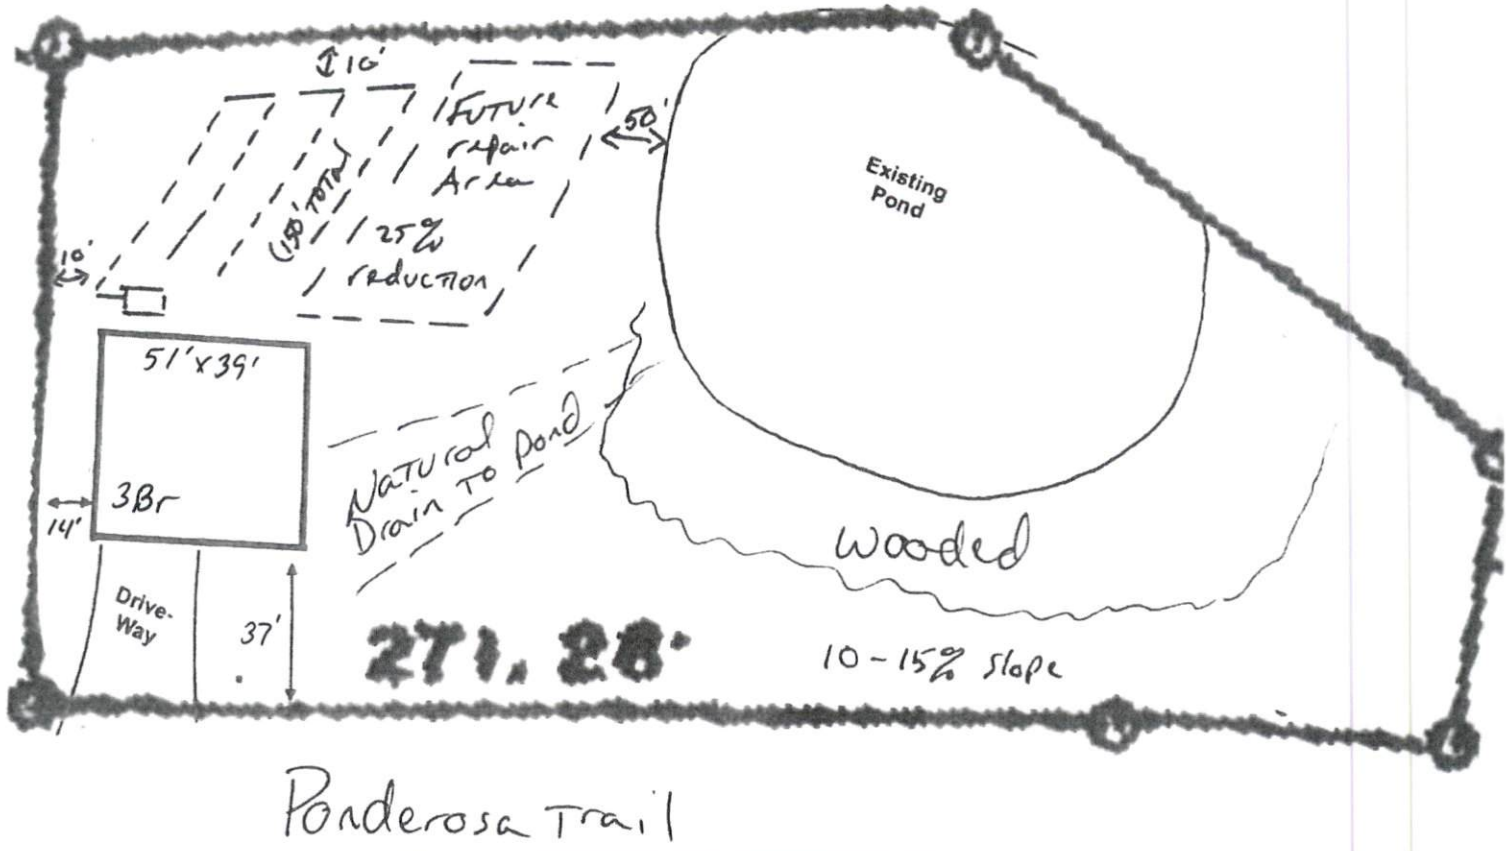 10'
Future
repair
Area
25%
reduction
(150' TOTAL)
50'
Existing
Pond
10'
51' x 39'
3Br
14'
Natural
Drain To Pond
Wooded
Drive-
Way
37'
271.28'
10-15% slope
Ponderosa Trail